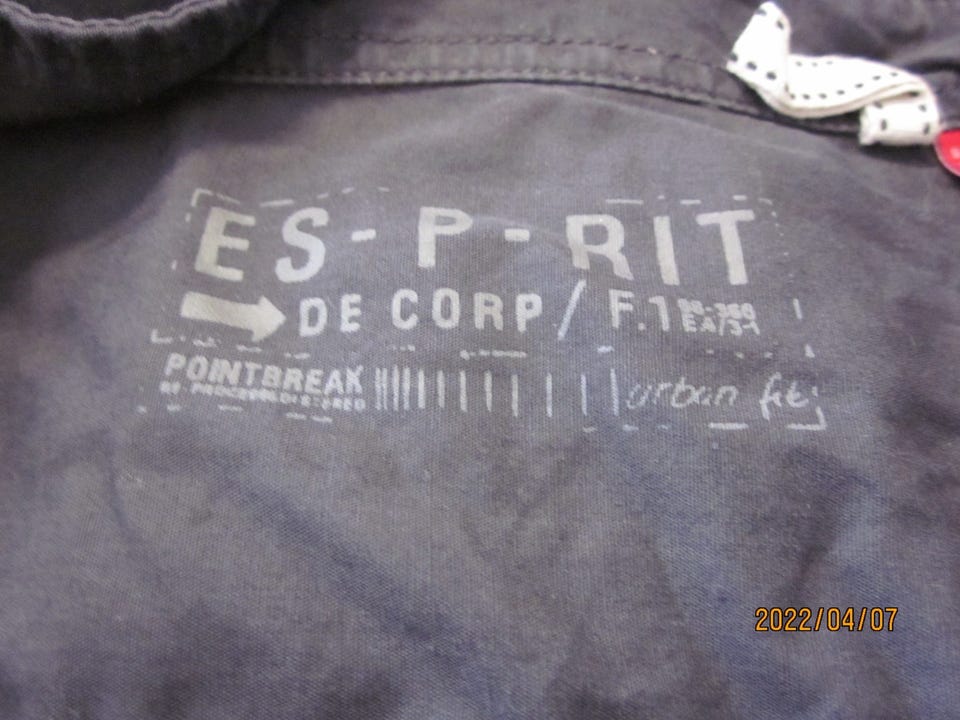 ES-P-RIT
DE CORP / F.1
POINTBREAK
urban fit
2022/04/07